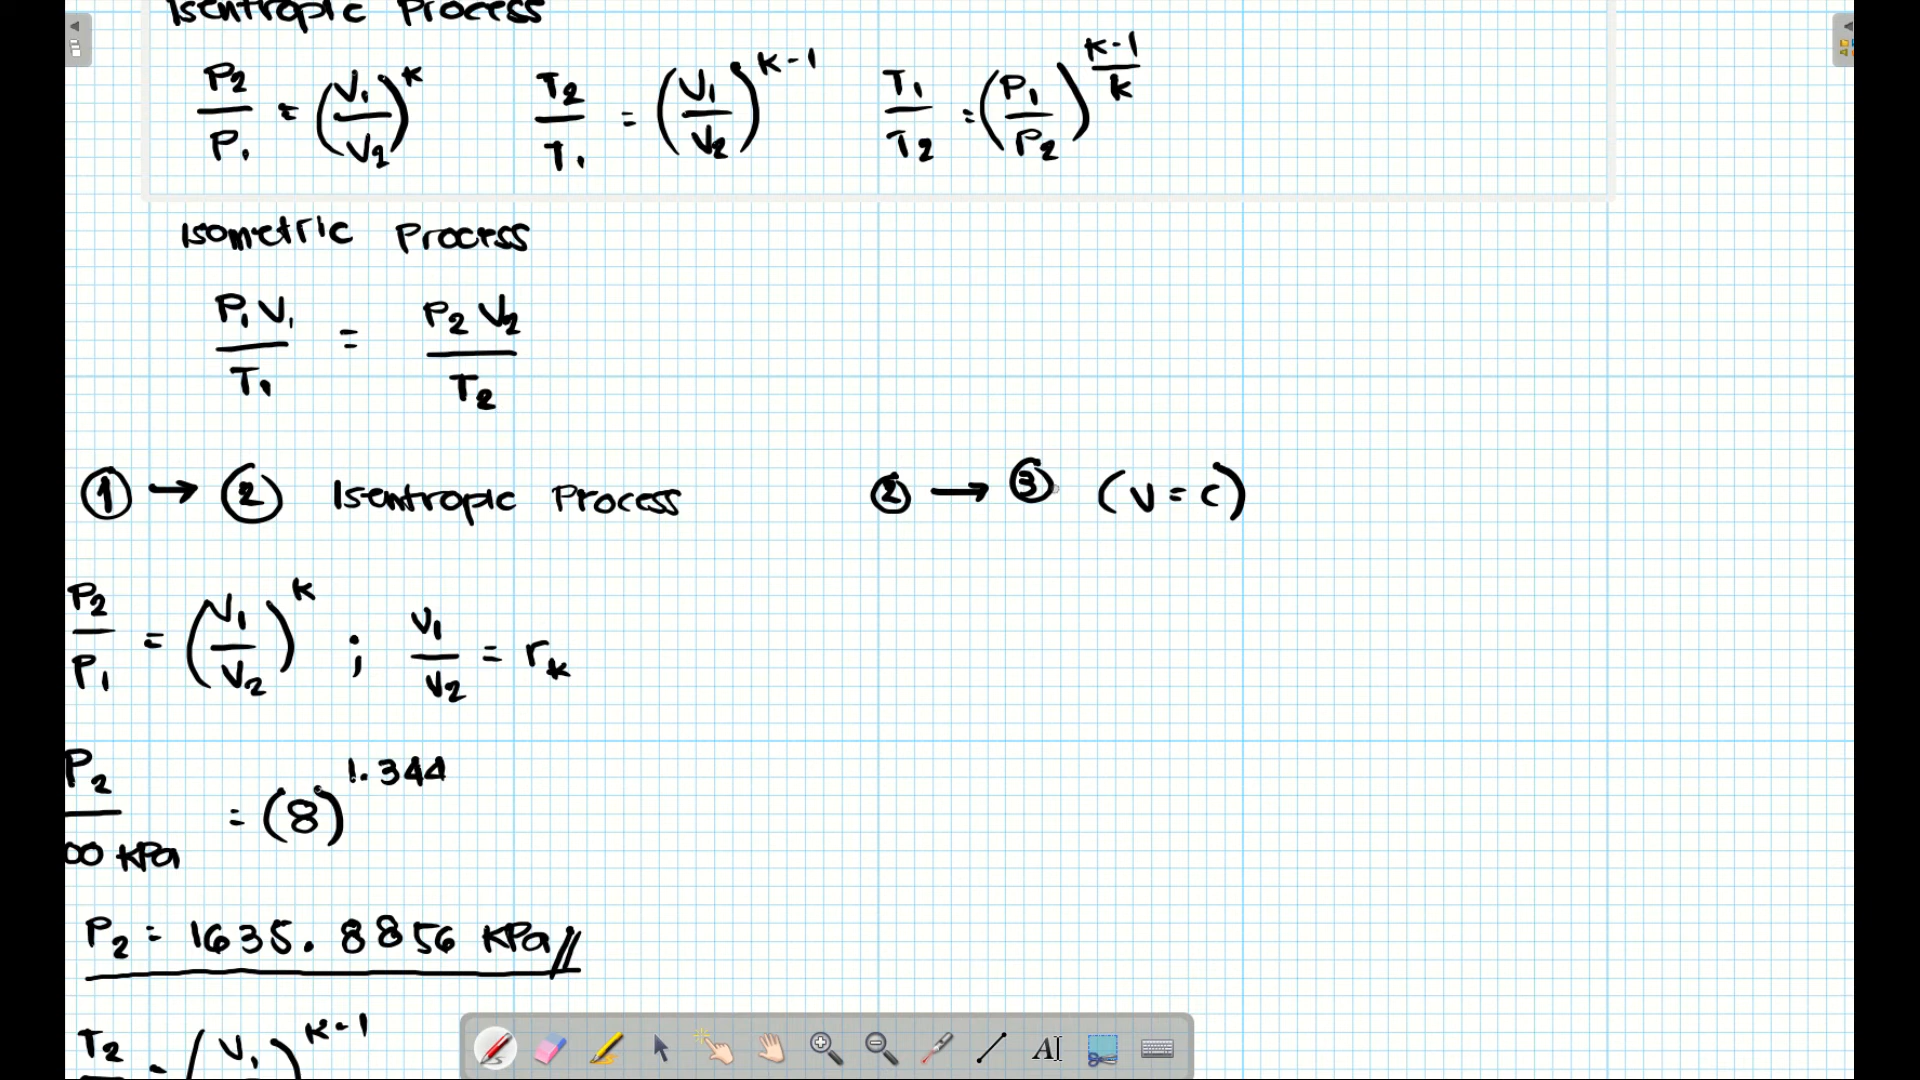 Isentropic Process
P2/P1 = (V1/V2)^k    T2/T1 = (V1/V2)^k-1    T1/T2 = (P1/P2)^k-1/k
Isometric Process
P1V1/T1 = P2V2/T2
① → ② Isentropic Process
② → ③ (V = C)
P2/P1 = (V1/V2)^k ; V1/V2 = rk
P2/00 KPa = (8)^1.344
P2 = 1635.8856 KPa//
T2 = (V1 )^k-1
AI